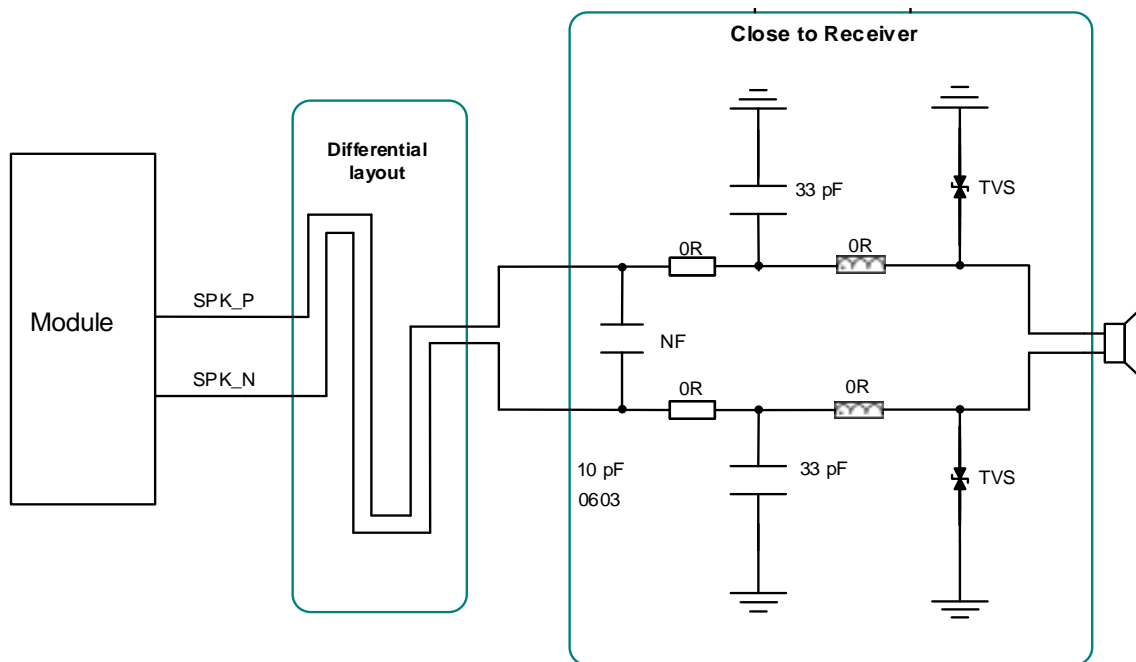 Close to Receiver
Differential
layout
Module
SPK_P
SPK_N
33 pF
TVS
0R
0R
NF
0R
0R
10 pF
0603
33 pF
TVS